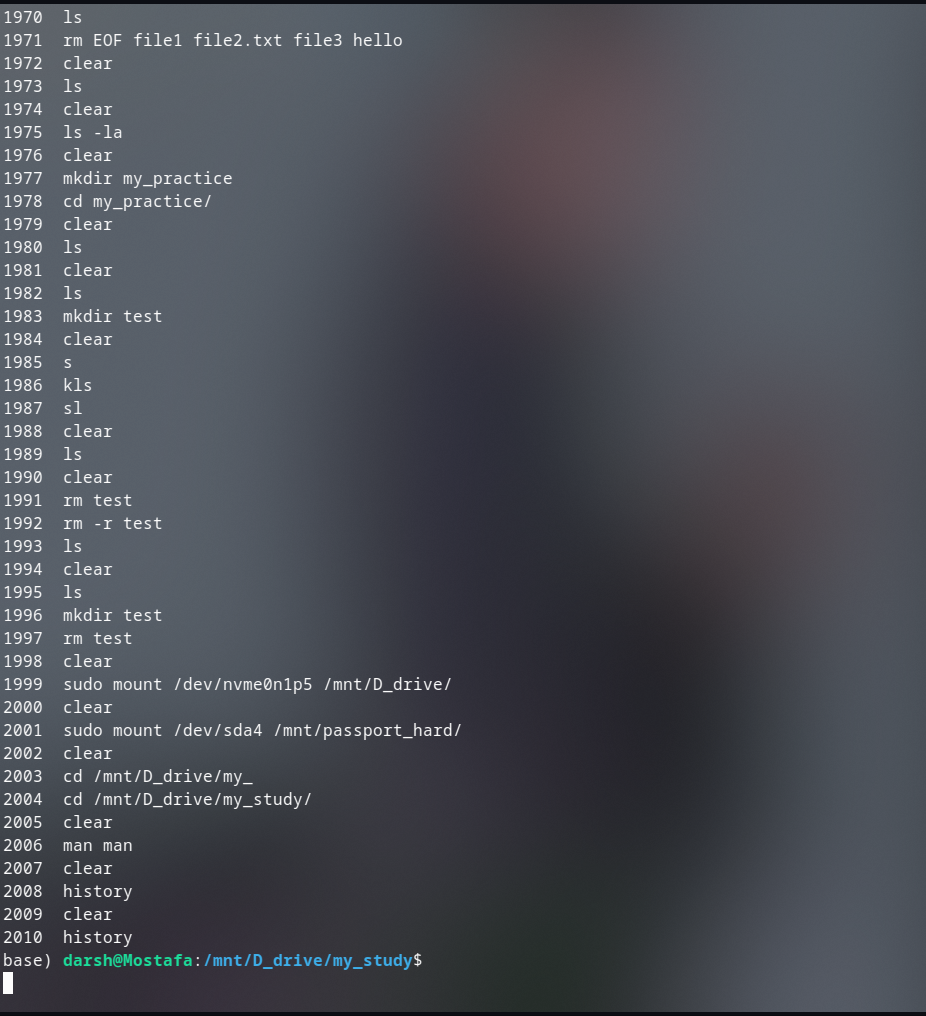 1970 ls
1971 rm EOF file1 file2.txt file3 hello
1972 clear
1973 ls
1974 clear
1975 ls -la
1976 clear
1977 mkdir my_practice
1978 cd my_practice/
1979 clear
1980 ls
1981 clear
1982 ls
1983 mkdir test
1984 clear
1985 s
1986 kls
1987 sl
1988 clear
1989 ls
1990 clear
1991 rm test
1992 rm -r test
1993 ls
1994 clear
1995 ls
1996 mkdir test
1997 rm test
1998 clear
1999 sudo mount /dev/nvme0n1p5 /mnt/D_drive/
2000 clear
2001 sudo mount /dev/sda4 /mnt/passport_hard/
2002 clear
2003 cd /mnt/D_drive/my_
2004 cd /mnt/D_drive/my_study/
2005 clear
2006 man man
2007 clear
2008 history
2009 clear
2010 history
base) darsh@Mostafa:/mnt/D_drive/my_study$